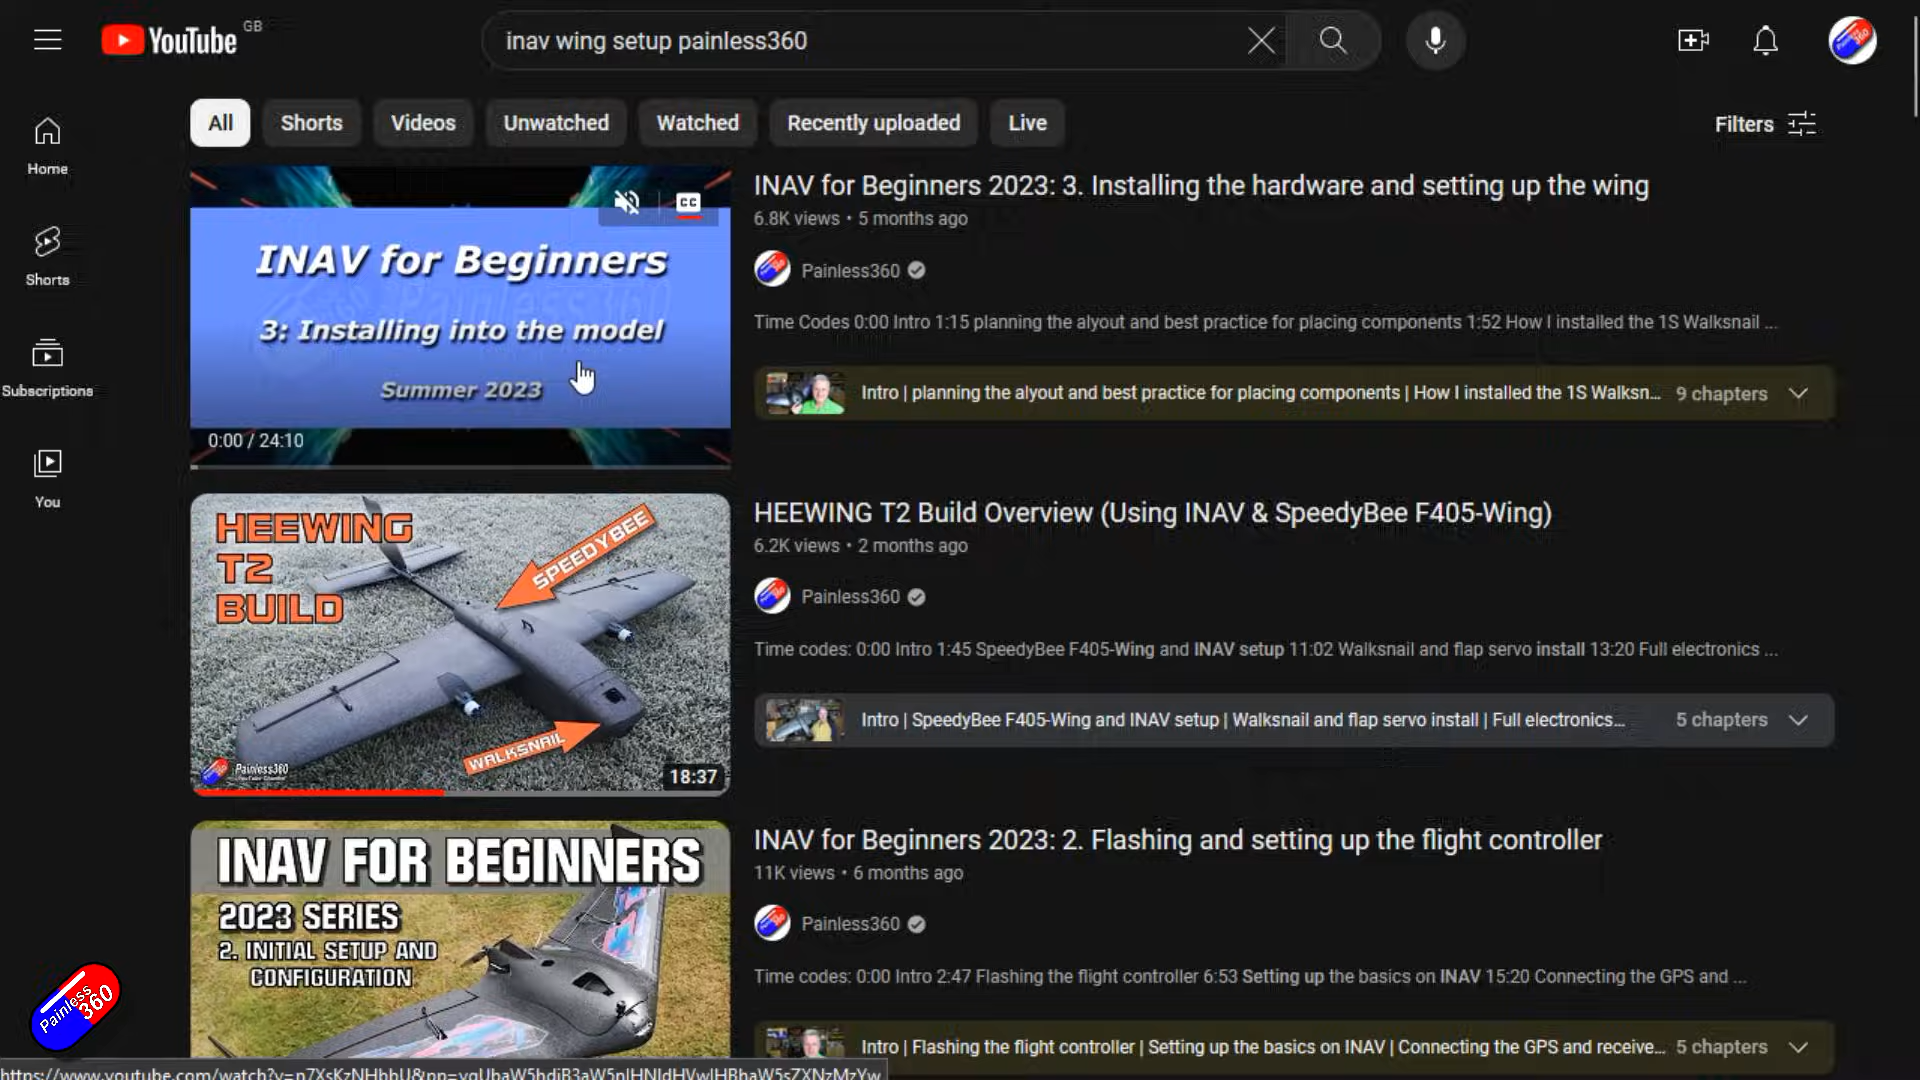 YouTube GB
inav wing setup painless360
All Shorts Videos Unwatched Watched Recently uploaded Live
Filters
Home
Shorts
Subscriptions
You
CC
INAV for Beginners
3: Installing into the model
Summer 2023
0:00 / 24:10
INAV for Beginners 2023: 3. Installing the hardware and setting up the wing
6.8K views • 5 months ago
Painless360
Time Codes 0:00 Intro 1:15 planning the alyout and best practice for placing components 1:52 How I installed the 1S Walksnail ...
Intro | planning the alyout and best practice for placing components | How I installed the 1S Walksn... 9 chapters
HEEWING
T2
BUILD
SPEEDYBEE
WALKSNAIL
Painless360
18:37
HEEWING T2 Build Overview (Using INAV & SpeedyBee F405-Wing)
6.2K views • 2 months ago
Painless360
Time codes: 0:00 Intro 1:45 SpeedyBee F405-Wing and INAV setup 11:02 Walksnail and flap servo install 13:20 Full electronics ...
Intro | SpeedyBee F405-Wing and INAV setup | Walksnail and flap servo install | Full electronics... 5 chapters
INAV FOR BEGINNERS
2023 SERIES
2. INITIAL SETUP AND
CONFIGURATION
INAV for Beginners 2023: 2. Flashing and setting up the flight controller
11K views • 6 months ago
Painless360
Time codes: 0:00 Intro 2:47 Flashing the flight controller 6:53 Setting up the basics on INAV 15:20 Connecting the GPS and ...
Intro | Flashing the flight controller | Setting up the basics on INAV | Connecting the GPS and receive... 5 chapters
Painless
360